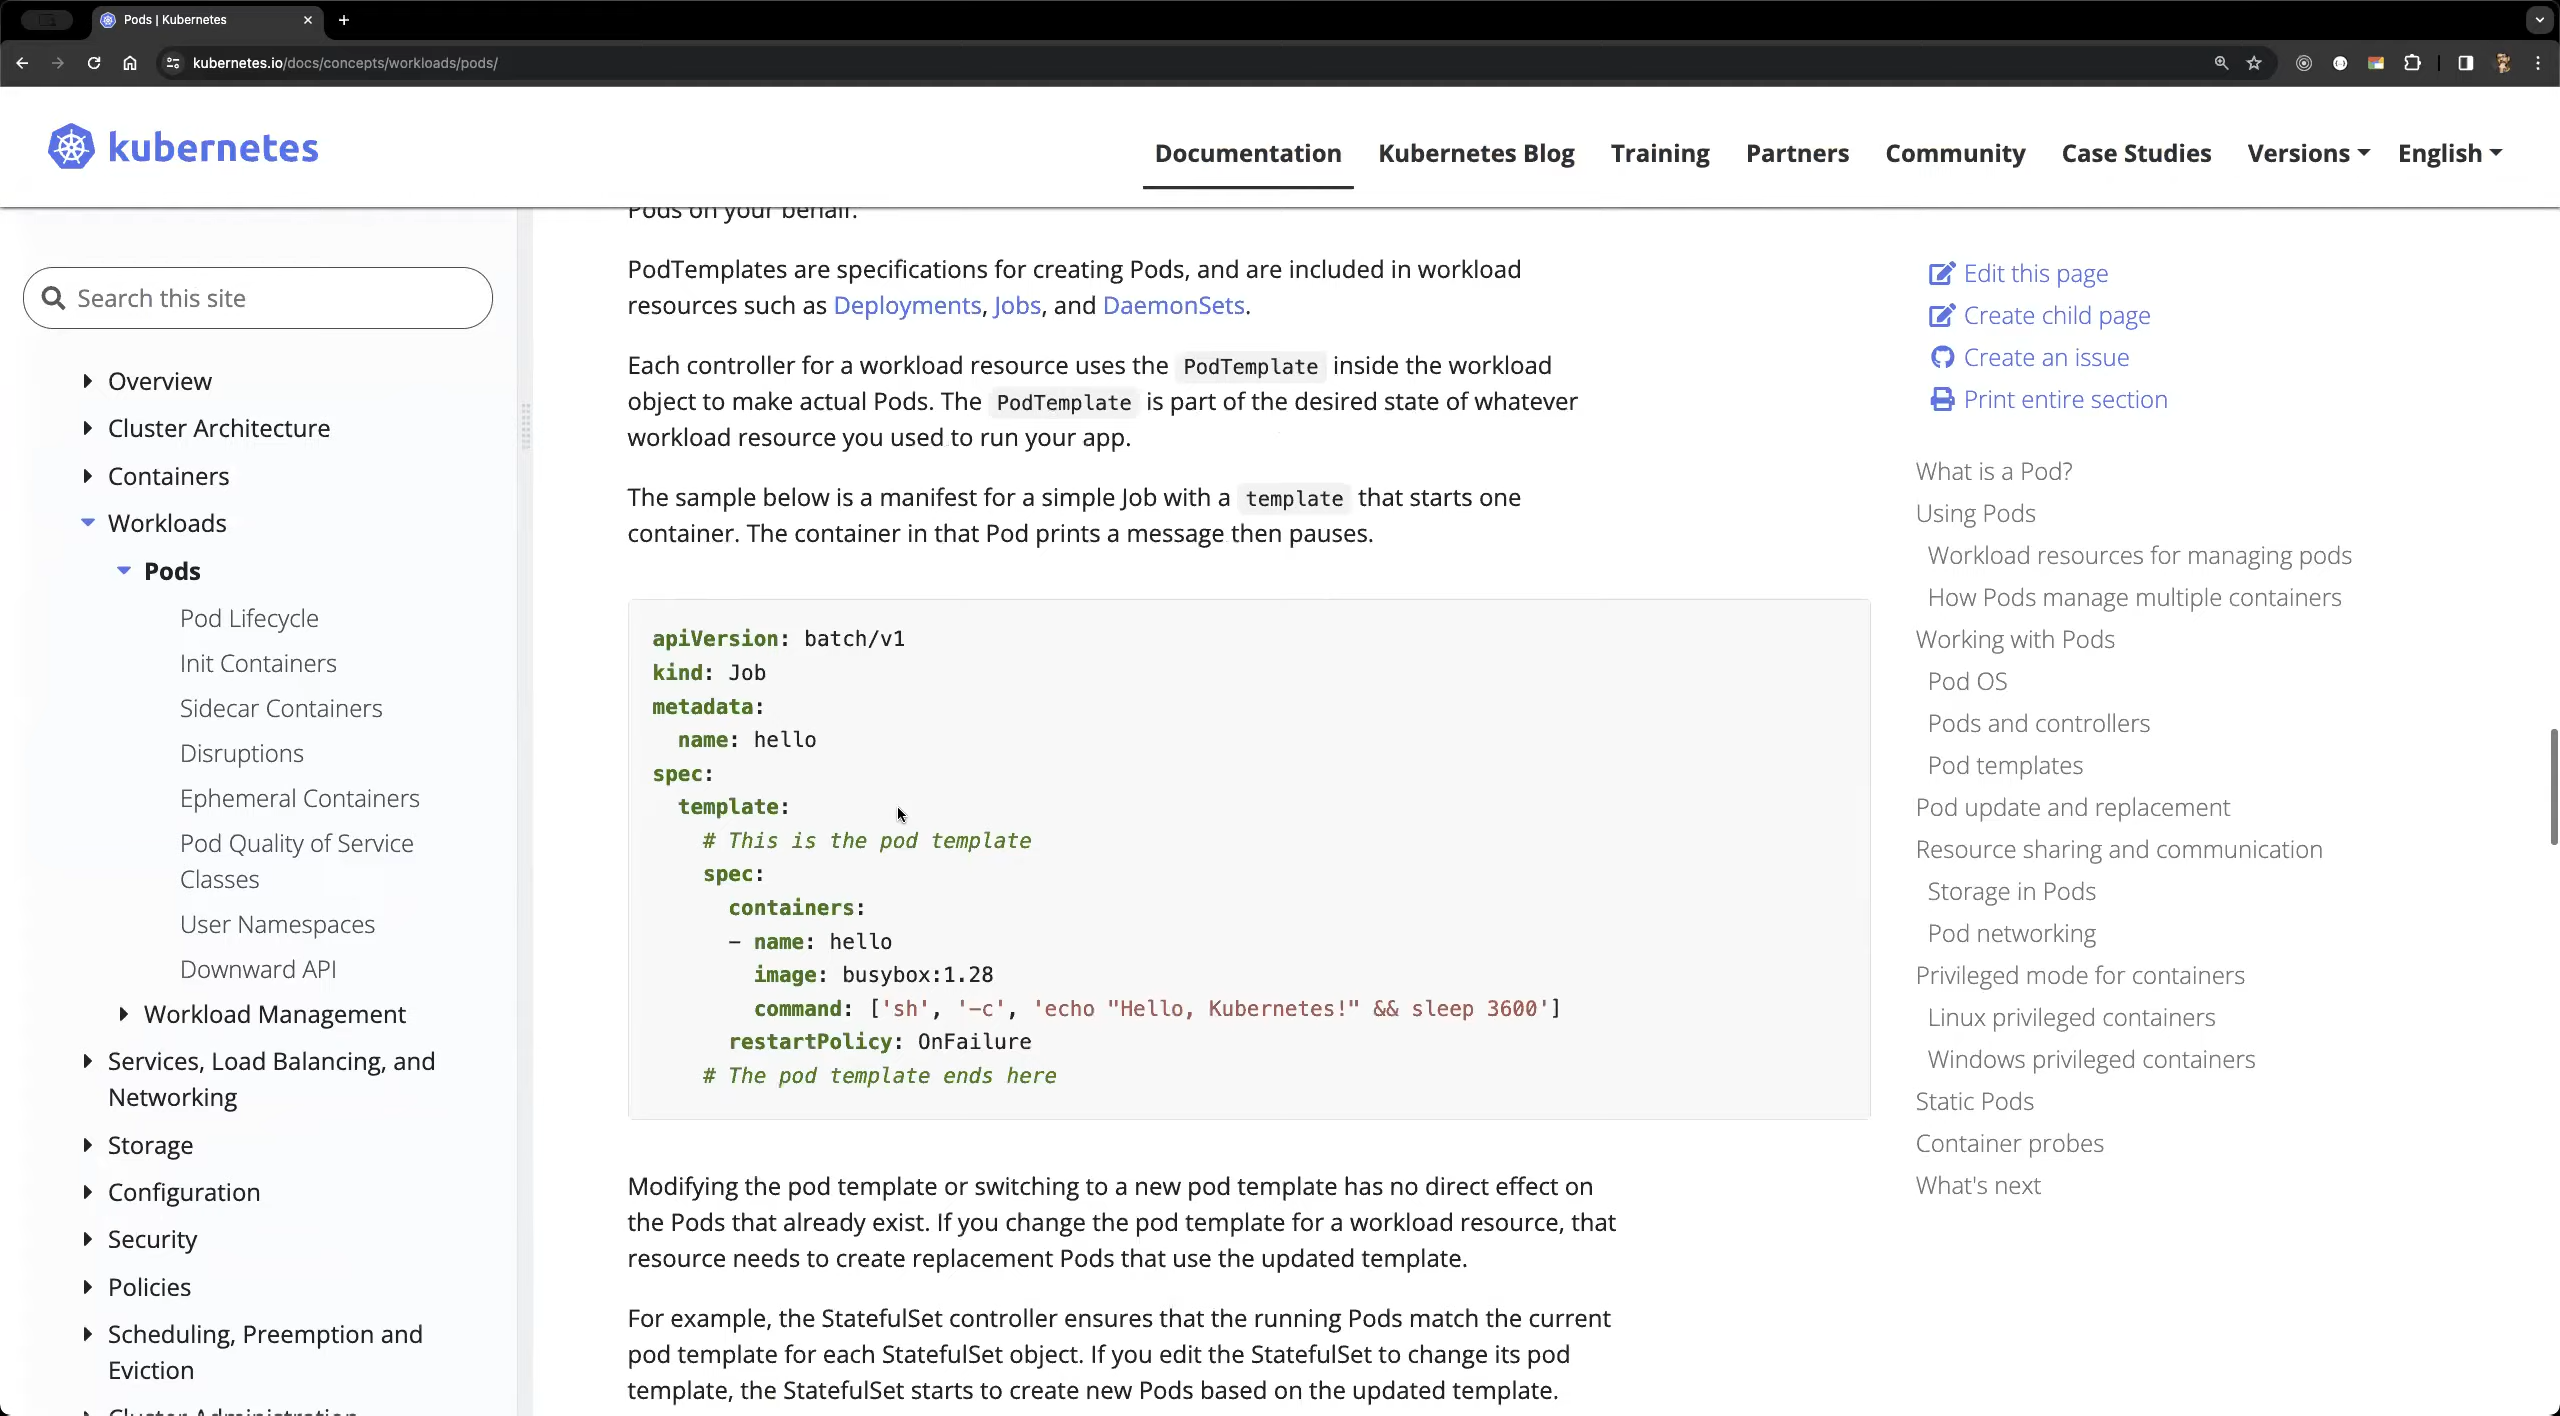 Pods | Kubernetes
kubernetes.io/docs/concepts/workloads/pods/
kubernetes
Documentation
Kubernetes Blog
Training
Partners
Community
Case Studies
Versions
English
Search this site
Overview
Cluster Architecture
Containers
Workloads
Pods
Pod Lifecycle
Init Containers
Sidecar Containers
Disruptions
Ephemeral Containers
Pod Quality of Service
Classes
User Namespaces
Downward API
Workload Management
Services, Load Balancing, and
Networking
Storage
Configuration
Security
Policies
Scheduling, Preemption and
Eviction
Cluster Administration
Pods on your behalf.
PodTemplates are specifications for creating Pods, and are included in workload
resources such as Deployments, Jobs, and DaemonSets.
Each controller for a workload resource uses the PodTemplate inside the workload
object to make actual Pods. The PodTemplate is part of the desired state of whatever
workload resource you used to run your app.
The sample below is a manifest for a simple Job with a template that starts one
container. The container in that Pod prints a message then pauses.
apiVersion: batch/v1
kind: Job
metadata:
  name: hello
spec:
  template:
    # This is the pod template
    spec:
      containers:
      - name: hello
        image: busybox:1.28
        command: ['sh', '-c', 'echo "Hello, Kubernetes!" && sleep 3600']
      restartPolicy: OnFailure
    # The pod template ends here
Modifying the pod template or switching to a new pod template has no direct effect on
the Pods that already exist. If you change the pod template for a workload resource, that
resource needs to create replacement Pods that use the updated template.
For example, the StatefulSet controller ensures that the running Pods match the current
pod template for each StatefulSet object. If you edit the StatefulSet to change its pod
template, the StatefulSet starts to create new Pods based on the updated template.
Edit this page
Create child page
Create an issue
Print entire section
What is a Pod?
Using Pods
Workload resources for managing pods
How Pods manage multiple containers
Working with Pods
Pod OS
Pods and controllers
Pod templates
Pod update and replacement
Resource sharing and communication
Storage in Pods
Pod networking
Privileged mode for containers
Linux privileged containers
Windows privileged containers
Static Pods
Container probes
What's next